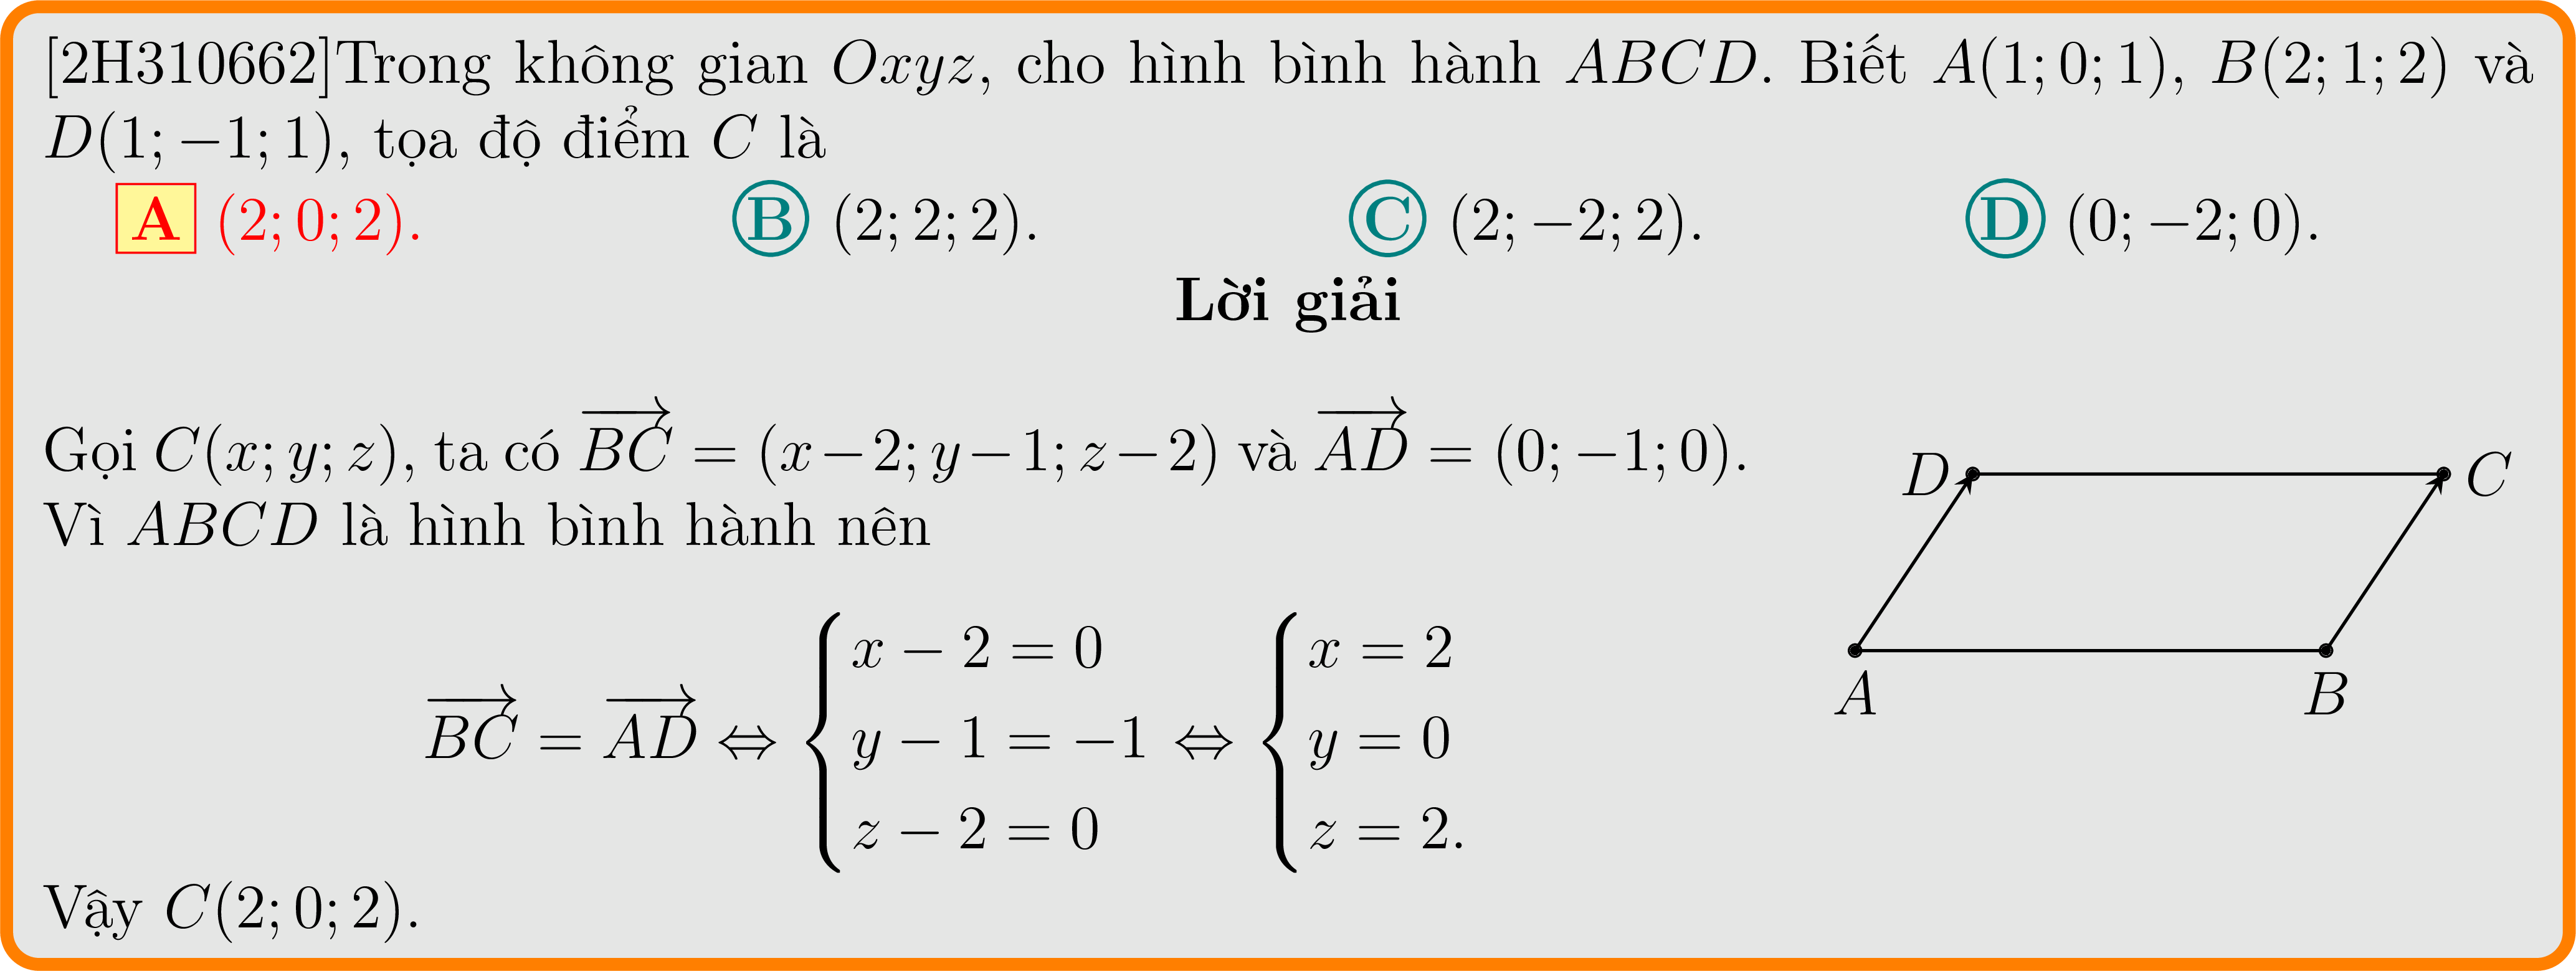 [2H310662]Trong không gian Oxyz, cho hình bình hành ABCD. Biết A(1; 0; 1), B(2; 1; 2) và
D(1; −1; 1), tọa độ điểm C là
A (2; 0; 2). B (2; 2; 2). C (2; −2; 2). D (0; −2; 0).
Lời giải
Gọi C(x; y; z), ta có \overrightarrow{BC} = (x − 2; y − 1; z − 2) và \overrightarrow{AD} = (0; −1; 0).
Vì ABCD là hình bình hành nên
\overrightarrow{BC} = \overrightarrow{AD} ⇔ \begin{cases} x − 2 = 0 \\ y − 1 = −1 \\ z − 2 = 0 \end{cases} ⇔ \begin{cases} x = 2 \\ y = 0 \\ z = 2. \end{cases}
Vậy C(2; 0; 2).
D C
A B